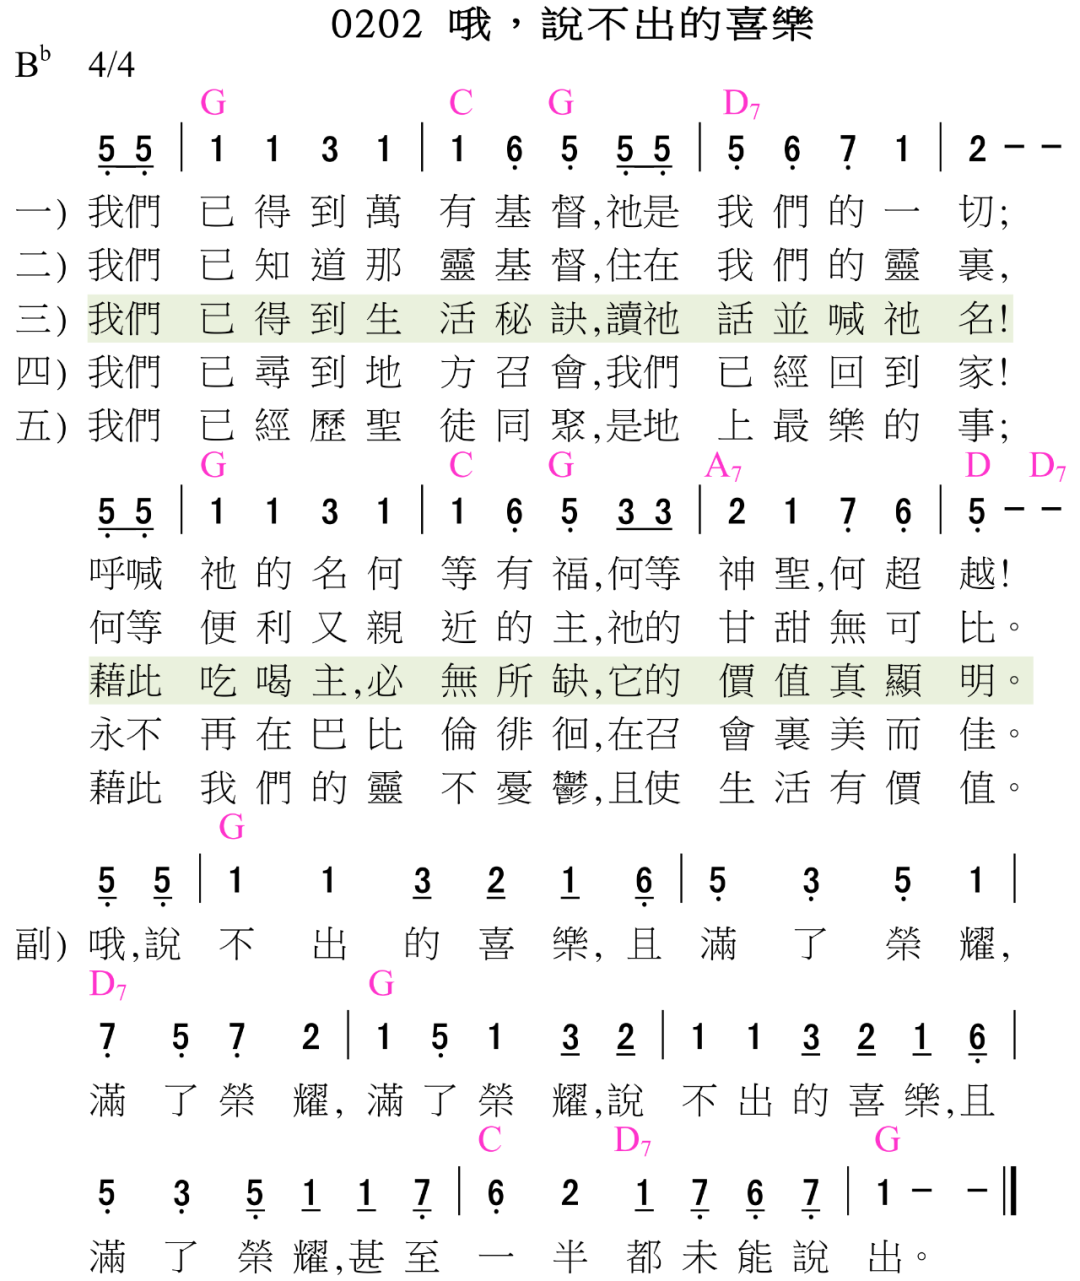 0202 哦，說不出的喜樂
B♭ 4/4
G C G D7
5 5 | 1 1 3 1 | 1 6 5 5 5 | 5 6 7 1 | 2 − −
一) 我們 已得到萬 有基督,祂是 我們的一 切;
二) 我們 已知道那 靈基督,住在 我們的靈 裏,
三) 我們 已得到生 活秘訣,讀祂 話並喊祂 名!
四) 我們 已尋到地 方召會,我們 已經回到 家!
五) 我們 已經歷聖 徒同聚,是地 上最樂的 事;
G C G A7 D D7
5 5 | 1 1 3 1 | 1 6 5 3 3 | 2 1 7 6 | 5 − −
呼喊 祂的名何 等有福,何等 神聖,何超 越!
何等 便利又親 近的主,祂的 甘甜無可 比。
藉此 吃喝主,必 無所缺,它的 價值真顯 明。
永不 再在巴比 倫徘徊,在召 會裏美而 佳。
藉此 我們的靈 不憂鬱,且使 生活有價 值。
G
5 5 | 1 1 3 2 1 6 | 5 3 5 1 |
副) 哦,說 不出的喜樂,且 滿了榮耀,
D7 G
7 5 7 2 | 1 5 1 3 2 | 1 1 3 2 1 6 |
滿了榮耀,滿了榮耀,說 不出的喜樂,且
C D7 G
5 3 5 1 1 7 | 6 2 1 7 6 7 | 1 − −
滿了榮耀,甚至 一半都未能說 出。